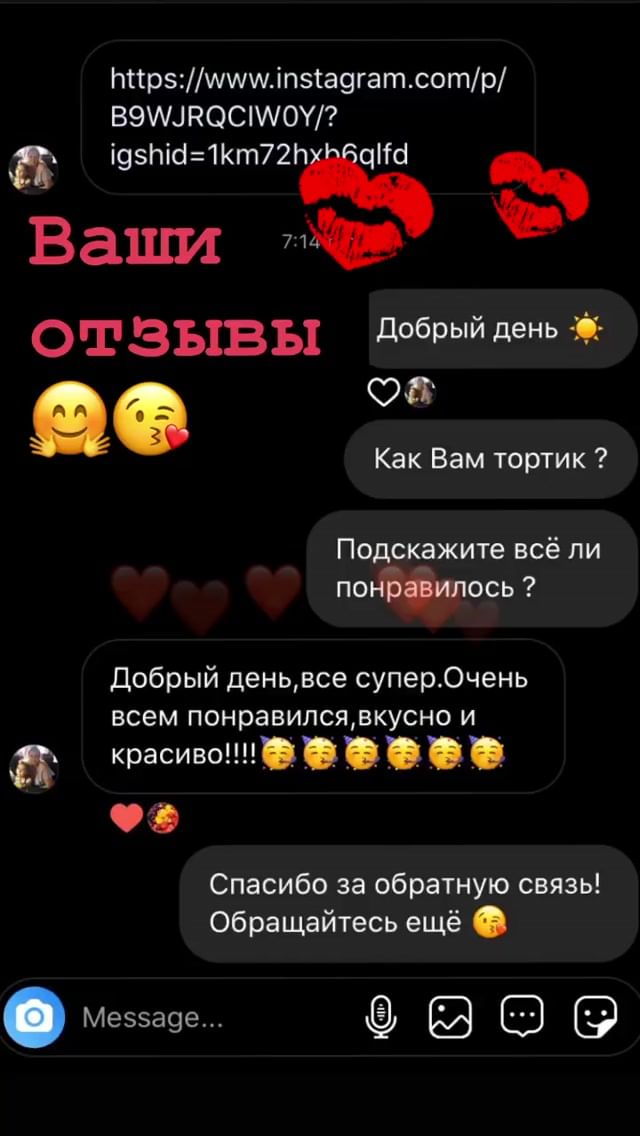 https://www.instagram.com/p/
B9WJRQCIW0Y/?
igshid=1km72hxb6qlfd
Ваши
7:14
отзывы
Добрый день ☀️
Как Вам тортик ?
Подскажите всё ли
понравилось ?
Добрый день,все супер.Очень
всем понравился,вкусно и
красиво!!!!🥳🥳🥳🥳🥳🥳
Спасибо за обратную связь!
Обращайтесь ещё 😘
Message...